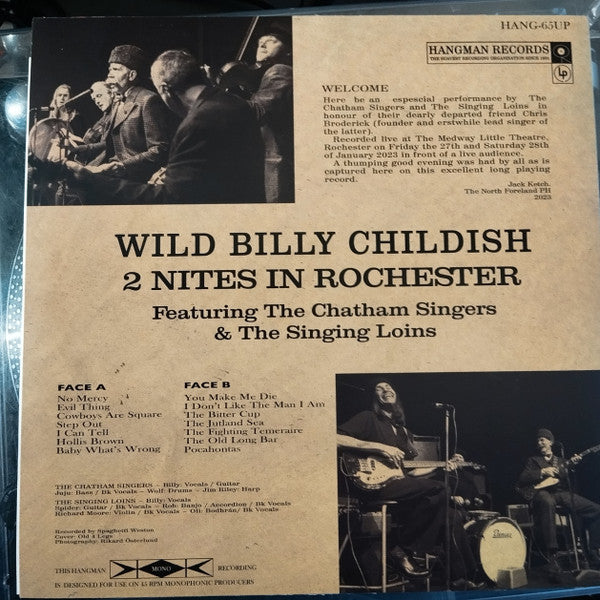 HANG-65UP
HANGMAN RECORDS
THE HONEST RECORDING ORGANISATION SINCE 1981
LP
WELCOME
Here be an espescial performance by The
Chatham Singers and The Singing Loins in
honour of their dearly departed friend Chris
Broderick (founder and erstwhile lead singer of
the latter).
Recorded live at The Medway Little Theatre,
Rochester on Friday the 27th and Saturday 28th
of January 2023 in front of a live audience.
A thumping good evening was had by all as is
captured here on this excellent long playing
record.
Jack Ketch.
The North Foreland PH
2023
WILD BILLY CHILDISH
2 NITES IN ROCHESTER
Featuring The Chatham Singers
& The Singing Loins
FACE A
No Mercy
Evil Thing
Cowboys Are Square
Step Out
I Can Tell
Hollis Brown
Baby What's Wrong
FACE B
You Make Me Die
I Don't Like The Man I Am
The Bitter Cup
The Jutland Sea
The Fighting Temeraire
The Old Long Bar
Pocahontas
THE CHATHAM SINGERS – Billy: Vocals / Guitar
Juju: Bass / Bk Vocals – Wolf: Drums – Jim Riley: Harp
THE SINGING LOINS – Billy: Vocals
Spider: Guitar / Bk Vocals – Rob: Banjo / Accordion / Bk Vocals
Richard Moore: Violin / Bk Vocals – Oli: Bodhrán/ Bk Vocals
Recorded by Spaghetti Weston
Cover: Old 4 Legs
Photography: Rikard Österlund
THIS HANGMAN MONO RECORDING
IS DESIGNED FOR USE ON 45 RPM MONOPHONIC PRODUCERS